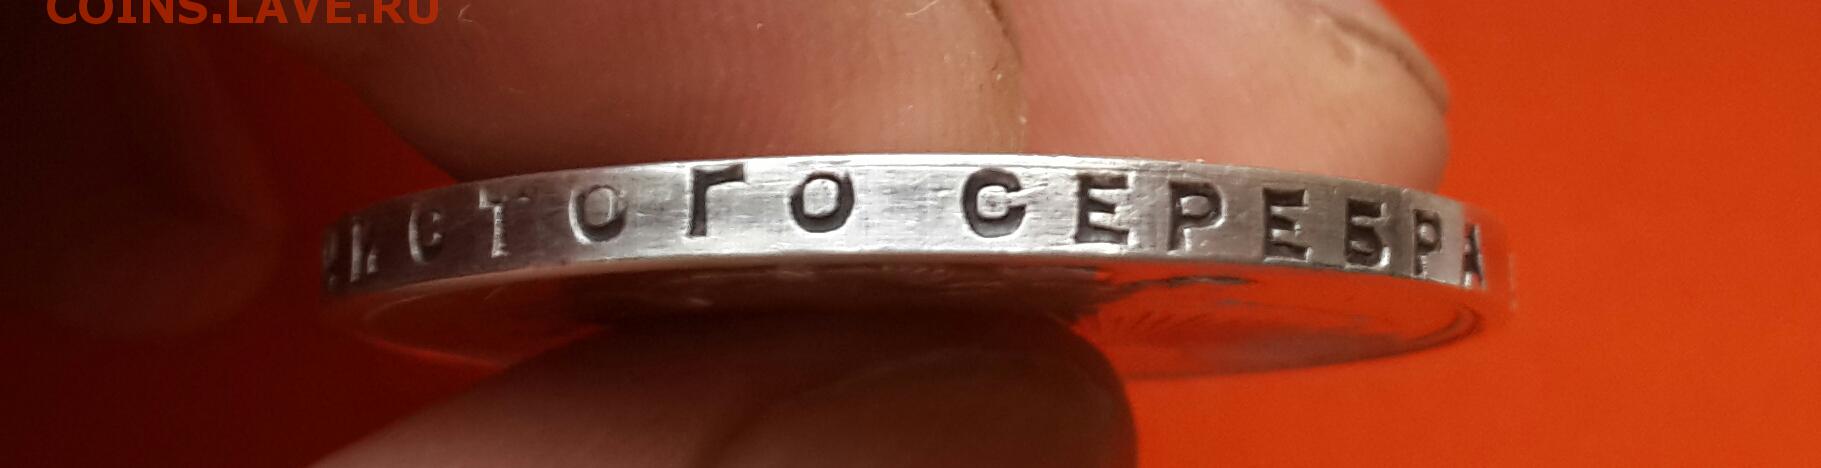 COINS.LAVE.RU
ЧИСТОГО СЕРЕБРА